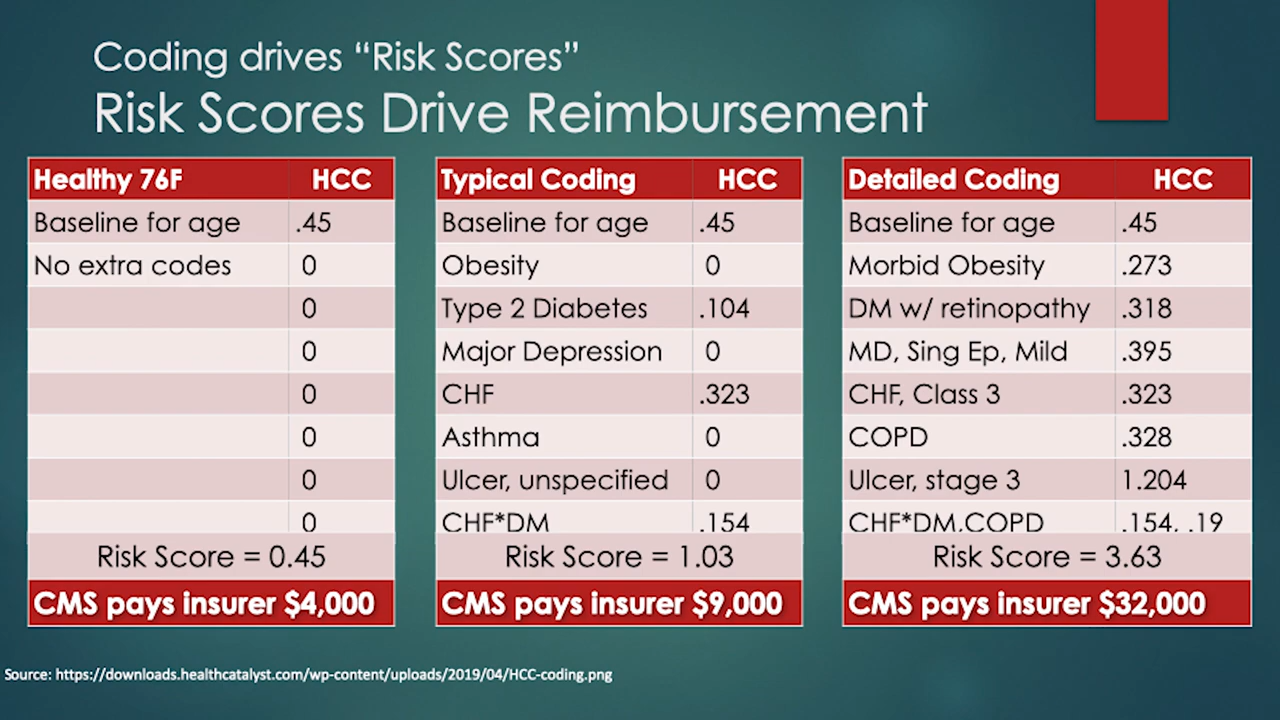 Coding drives “Risk Scores”
Risk Scores Drive Reimbursement
Healthy 76F HCC
Baseline for age .45
No extra codes 0
0
0
0
0
0
0
Risk Score = 0.45
CMS pays insurer $4,000
Typical Coding HCC
Baseline for age .45
Obesity 0
Type 2 Diabetes .104
Major Depression 0
CHF .323
Asthma 0
Ulcer, unspecified 0
CHF*DM .154
Risk Score = 1.03
CMS pays insurer $9,000
Detailed Coding HCC
Baseline for age .45
Morbid Obesity .273
DM w/ retinopathy .318
MD, Sing Ep, Mild .395
CHF, Class 3 .323
COPD .328
Ulcer, stage 3 1.204
CHF*DM,COPD .154, .19
Risk Score = 3.63
CMS pays insurer $32,000
Source: https://downloads.healthcatalyst.com/wp-content/uploads/2019/04/HCC-coding.png